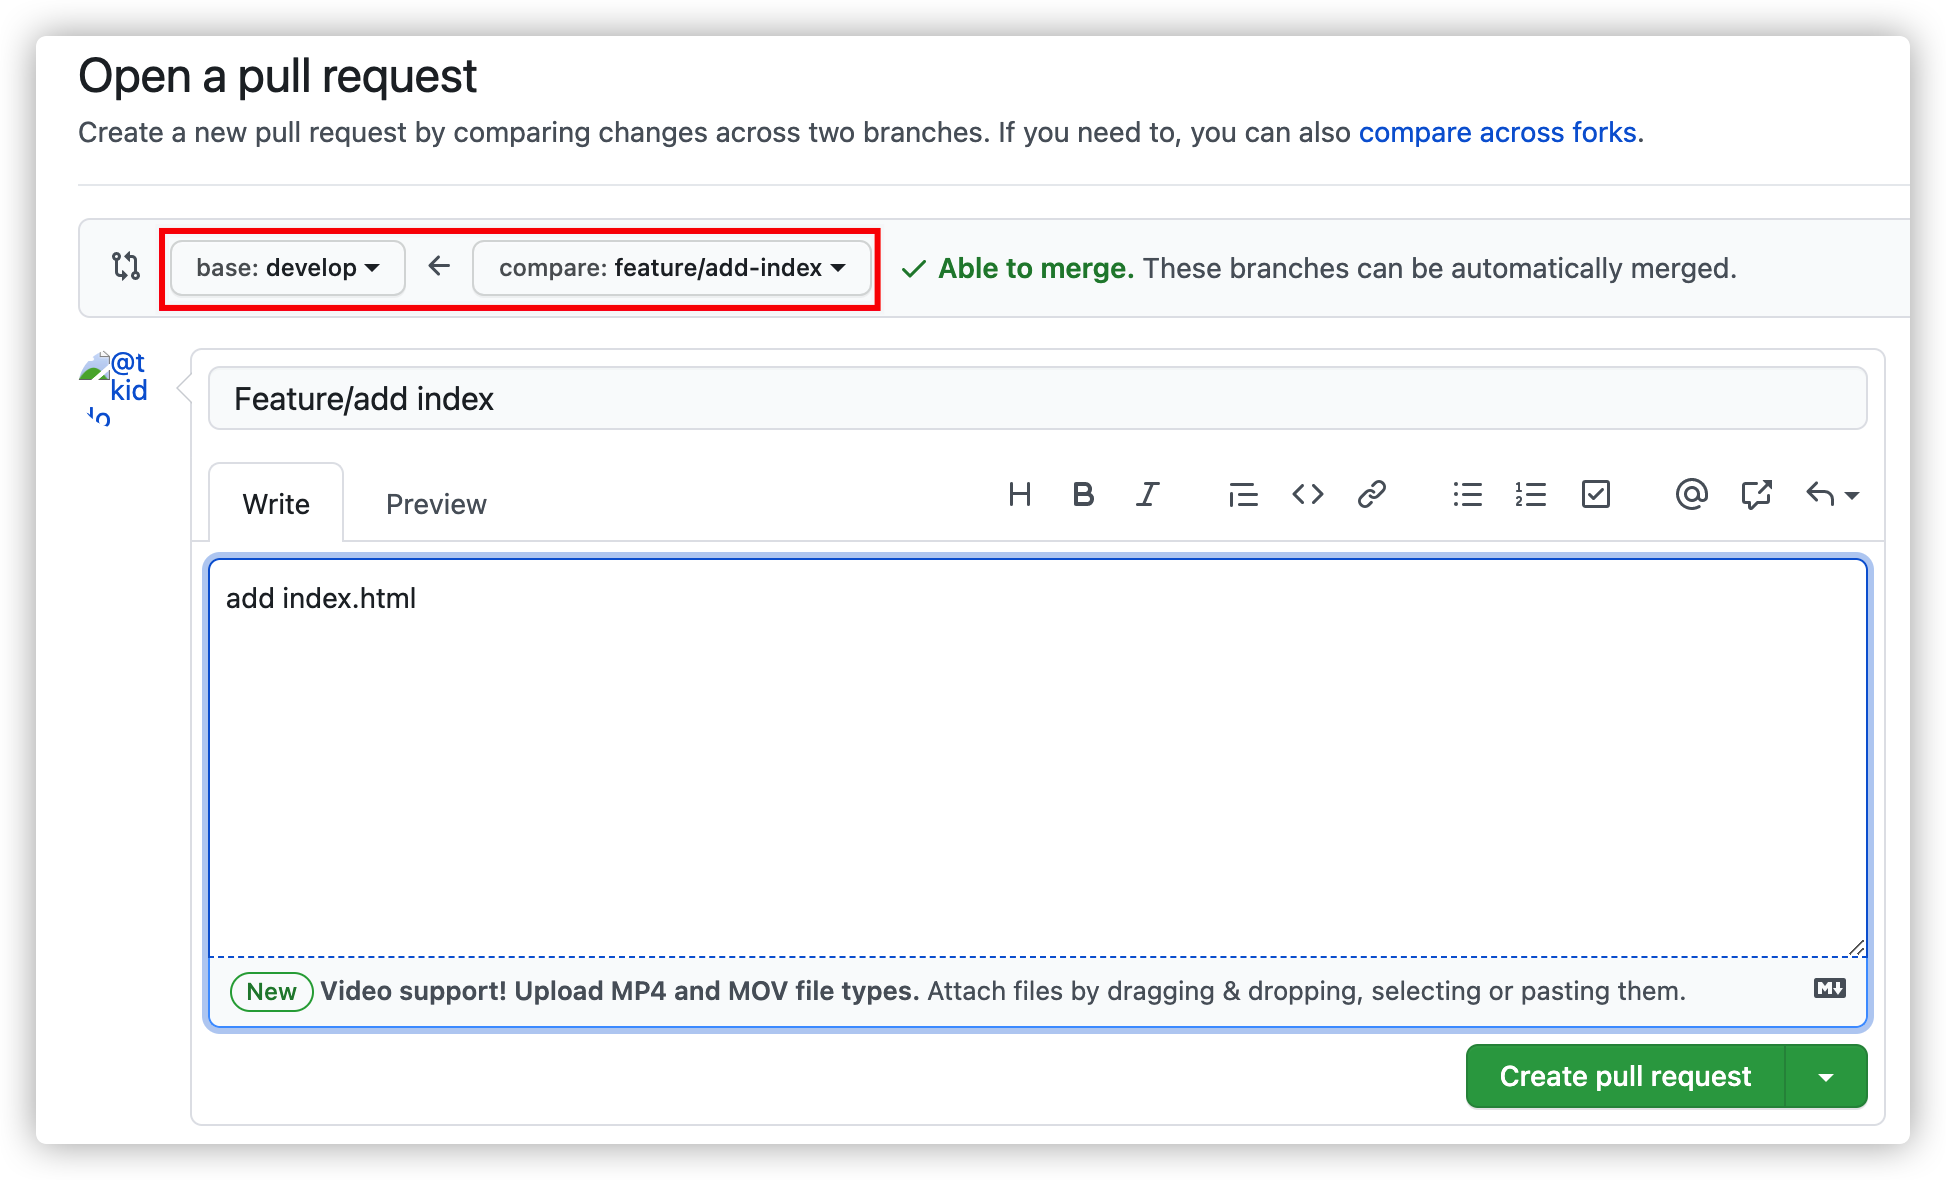 Open a pull request
Create a new pull request by comparing changes across two branches. If you need to, you can also compare across forks.
base: develop
compare: feature/add-index
Able to merge. These branches can be automatically merged.
@t
kid
Feature/add index
Write
Preview
add index.html
New Video support! Upload MP4 and MOV file types. Attach files by dragging & dropping, selecting or pasting them.
Create pull request